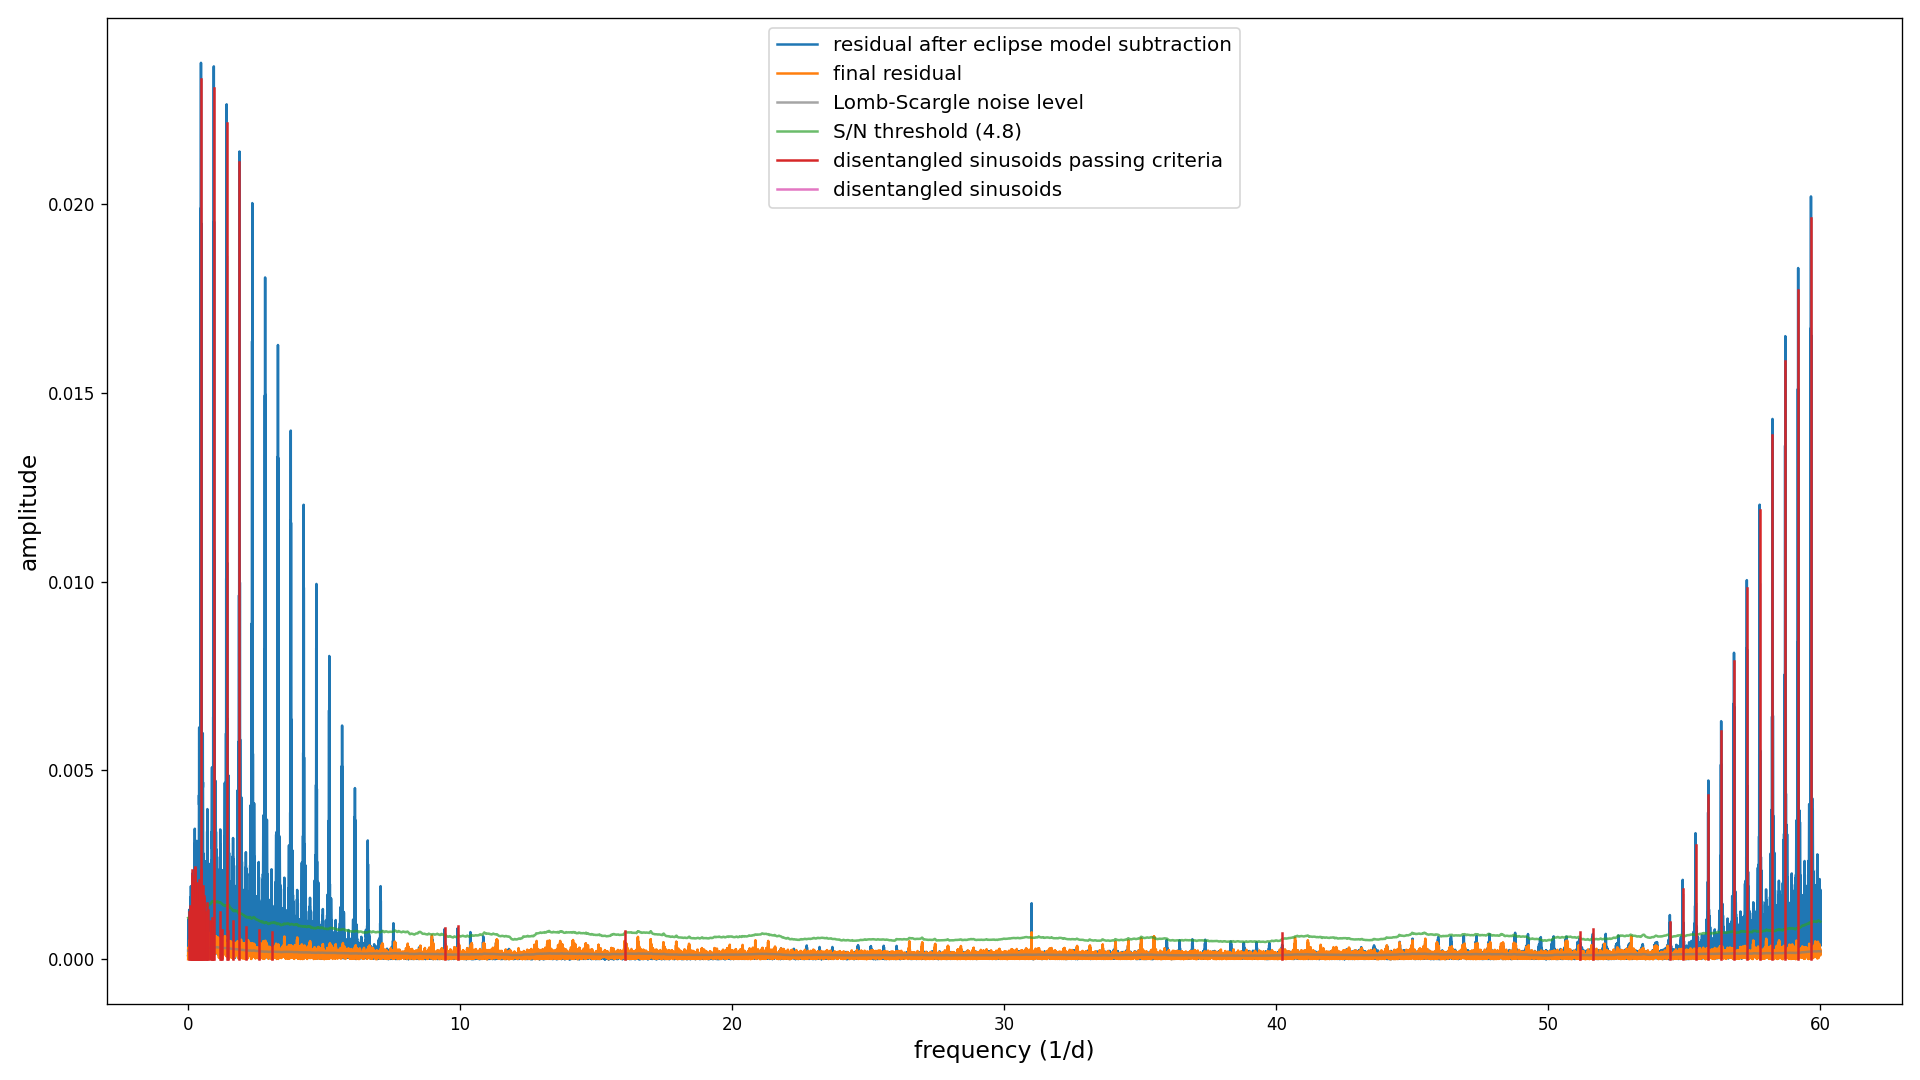 residual after eclipse model subtraction
final residual
Lomb-Scargle noise level
S/N threshold (4.8)
disentangled sinusoids passing criteria
disentangled sinusoids
0.020
0.015
0.010
0.005
0.000
amplitude
0 10 20 30 40 50 60
frequency (1/d)